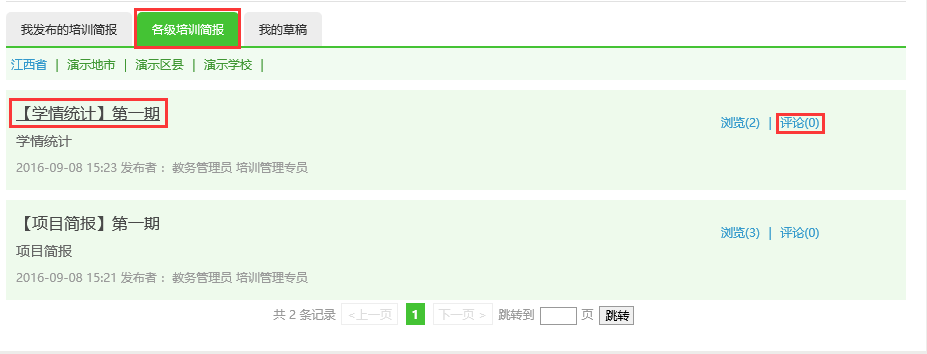 我发布的培训简报 各级培训简报 我的草稿
江西省 | 演示地市 | 演示区县 | 演示学校 |
【学情统计】第一期
浏览(2) | 评论(0)
学情统计
2016-09-08 15:23 发布者： 教务管理员 培训管理专员
【项目简报】第一期
浏览(3) | 评论(0)
项目简报
2016-09-08 15:21 发布者： 教务管理员 培训管理专员
共 2 条记录 <上一页 1 下一页 > 跳转到 页 跳转